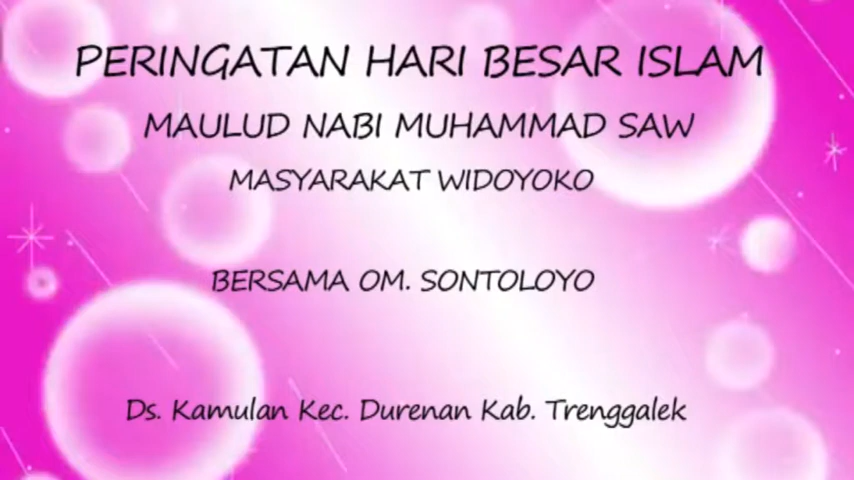 PERINGATAN HARI BESAR ISLAM
MAULUD NABI MUHAMMAD SAW
MASYARAKAT WIDOYOKO
BERSAMA OM. SONTOLOYO
Ds. Kamulan Kec. Durenan Kab. Trenggalek